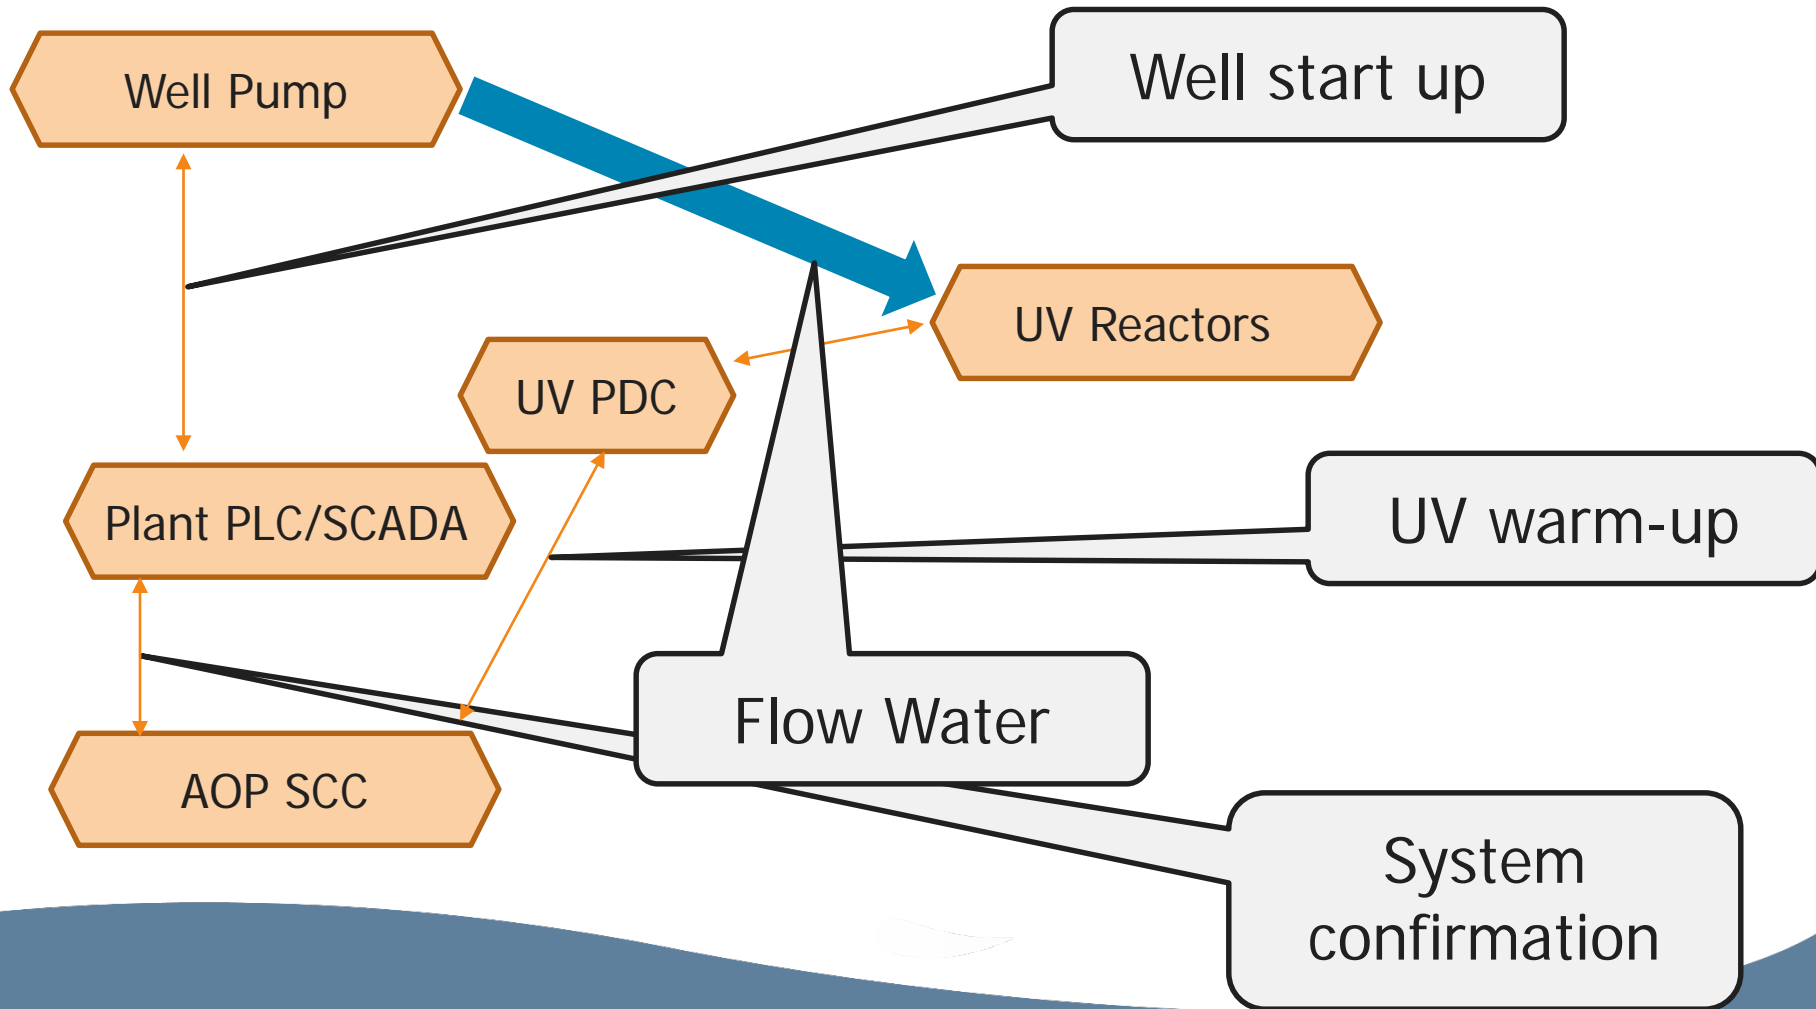 Well Pump
Well start up
UV Reactors
UV PDC
Plant PLC/SCADA
UV warm-up
Flow Water
AOP SCC
System
confirmation